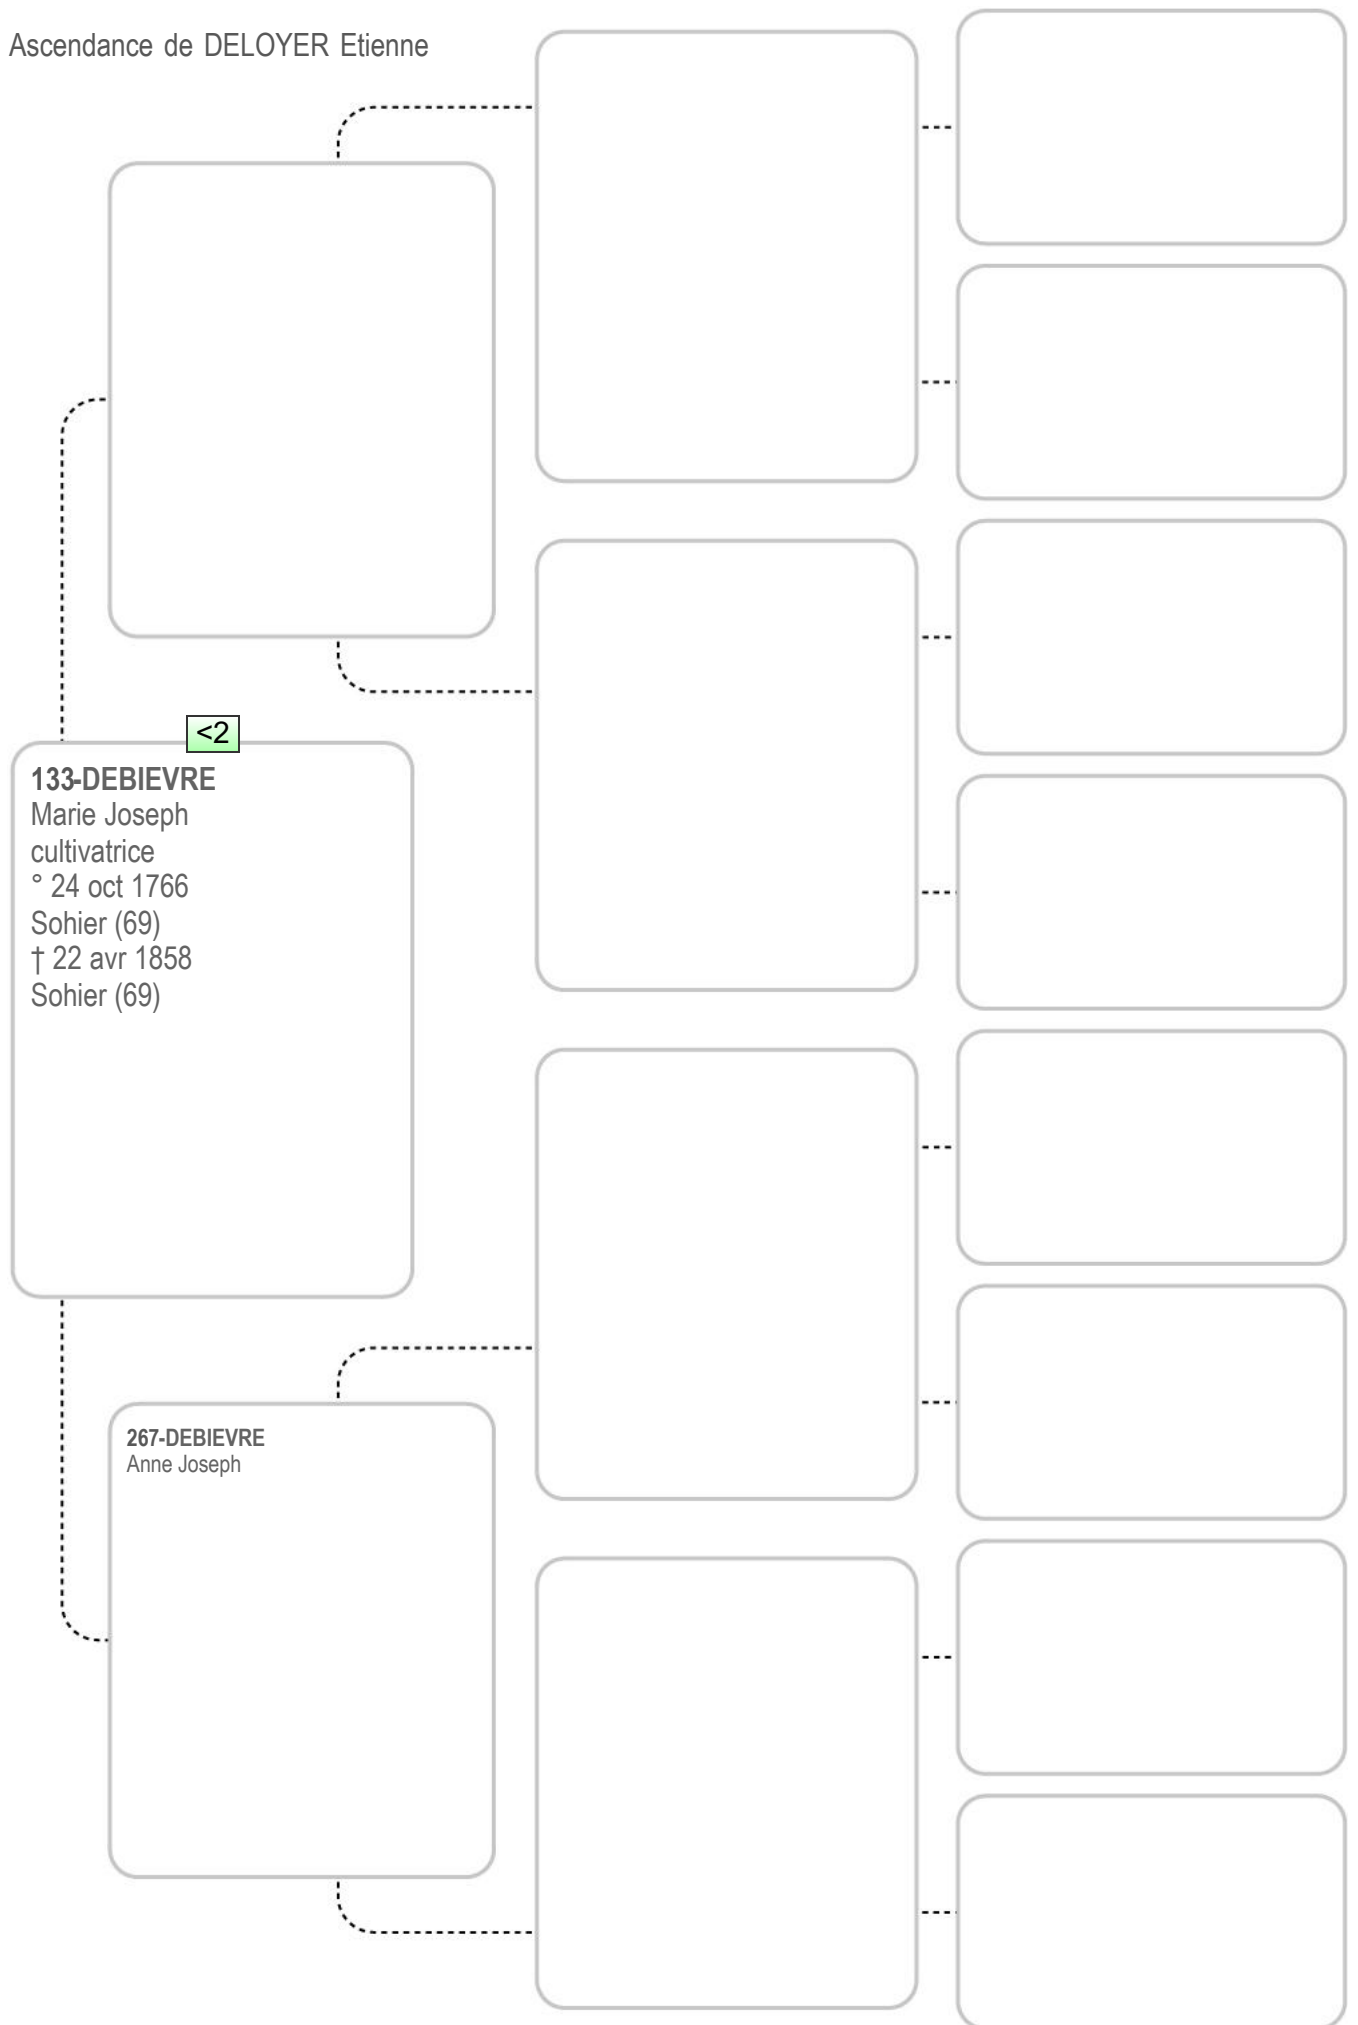 Ascendance de DELOYER Etienne
<2
133-DEBIEVRE
Marie Joseph
cultivatrice
° 24 oct 1766
Sohier (69)
† 22 avr 1858
Sohier (69)
267-DEBIEVRE
Anne Joseph